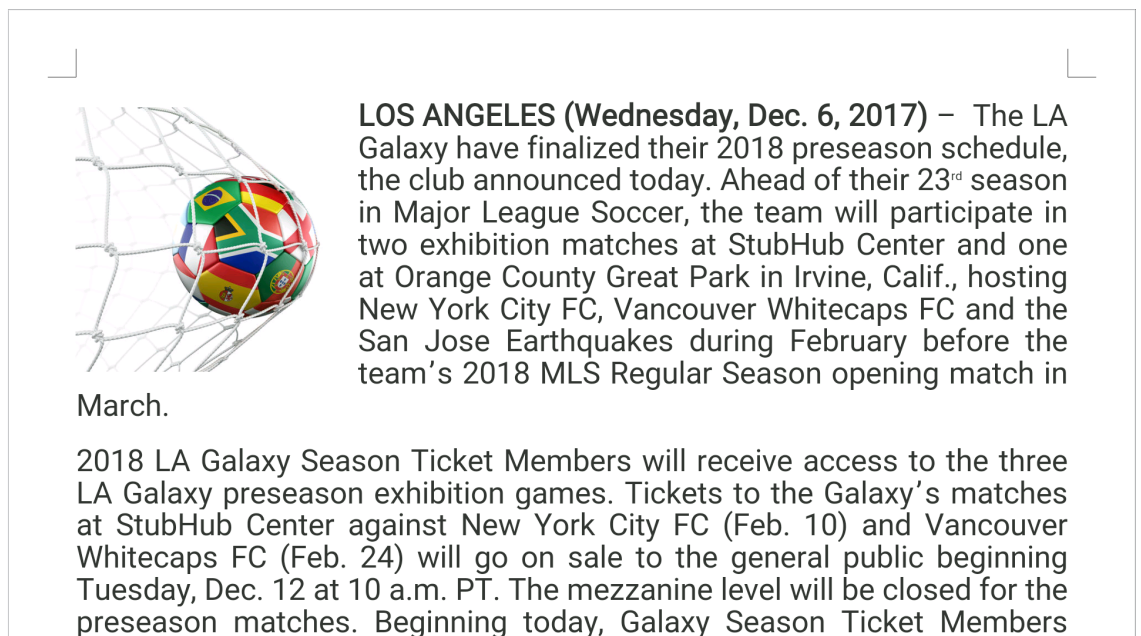 LOS ANGELES (Wednesday, Dec. 6, 2017) – The LA
Galaxy have finalized their 2018 preseason schedule,
the club announced today. Ahead of their 23rd season
in Major League Soccer, the team will participate in
two exhibition matches at StubHub Center and one
at Orange County Great Park in Irvine, Calif., hosting
New York City FC, Vancouver Whitecaps FC and the
San Jose Earthquakes during February before the
team’s 2018 MLS Regular Season opening match in
March.
2018 LA Galaxy Season Ticket Members will receive access to the three
LA Galaxy preseason exhibition games. Tickets to the Galaxy’s matches
at StubHub Center against New York City FC (Feb. 10) and Vancouver
Whitecaps FC (Feb. 24) will go on sale to the general public beginning
Tuesday, Dec. 12 at 10 a.m. PT. The mezzanine level will be closed for the
preseason matches. Beginning today, Galaxy Season Ticket Members